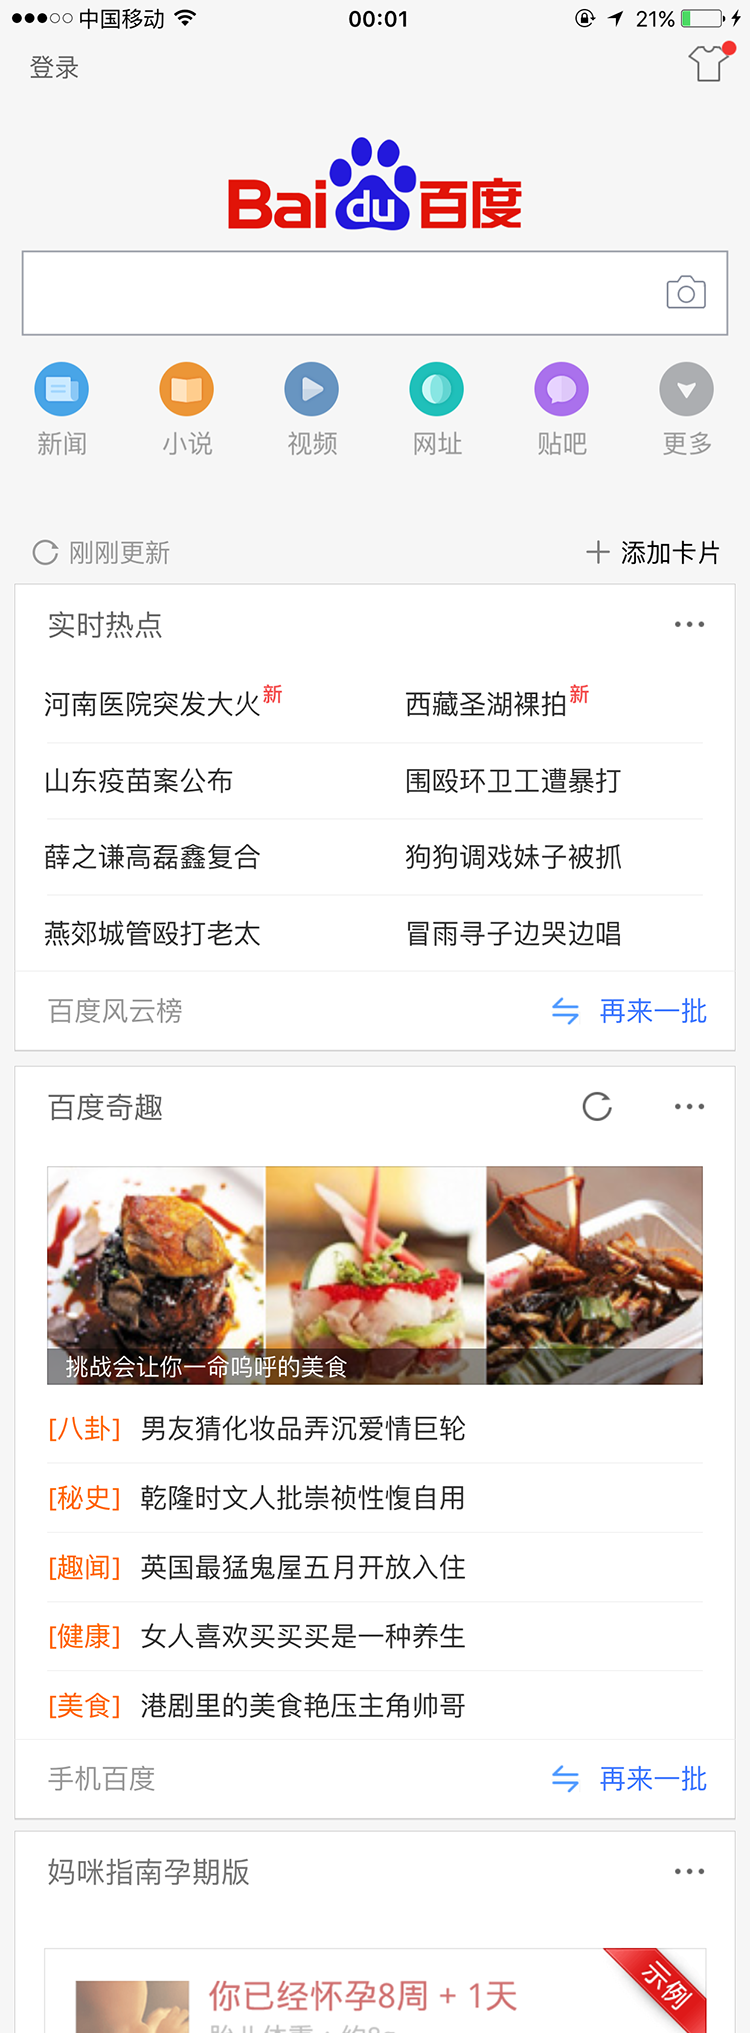 中国移动 00:01 21%
登录
Bai du 百度
新闻 小说 视频 网址 贴吧 更多
刚刚更新 添加卡片
实时热点
河南医院突发大火新 西藏圣湖裸拍新
山东疫苗案公布 围殴环卫工遭暴打
薛之谦高磊鑫复合 狗狗调戏妹子被抓
燕郊城管殴打老太 冒雨寻子边哭边唱
百度风云榜 再来一批
百度奇趣
挑战会让你一命呜呼的美食
[八卦] 男友猜化妆品弄沉爱情巨轮
[秘史] 乾隆时文人批崇祯性愎自用
[趣闻] 英国最猛鬼屋五月开放入住
[健康] 女人喜欢买买买是一种养生
[美食] 港剧里的美食艳压主角帅哥
手机百度 再来一批
妈咪指南孕期版
示例
你已经怀孕8周 + 1天